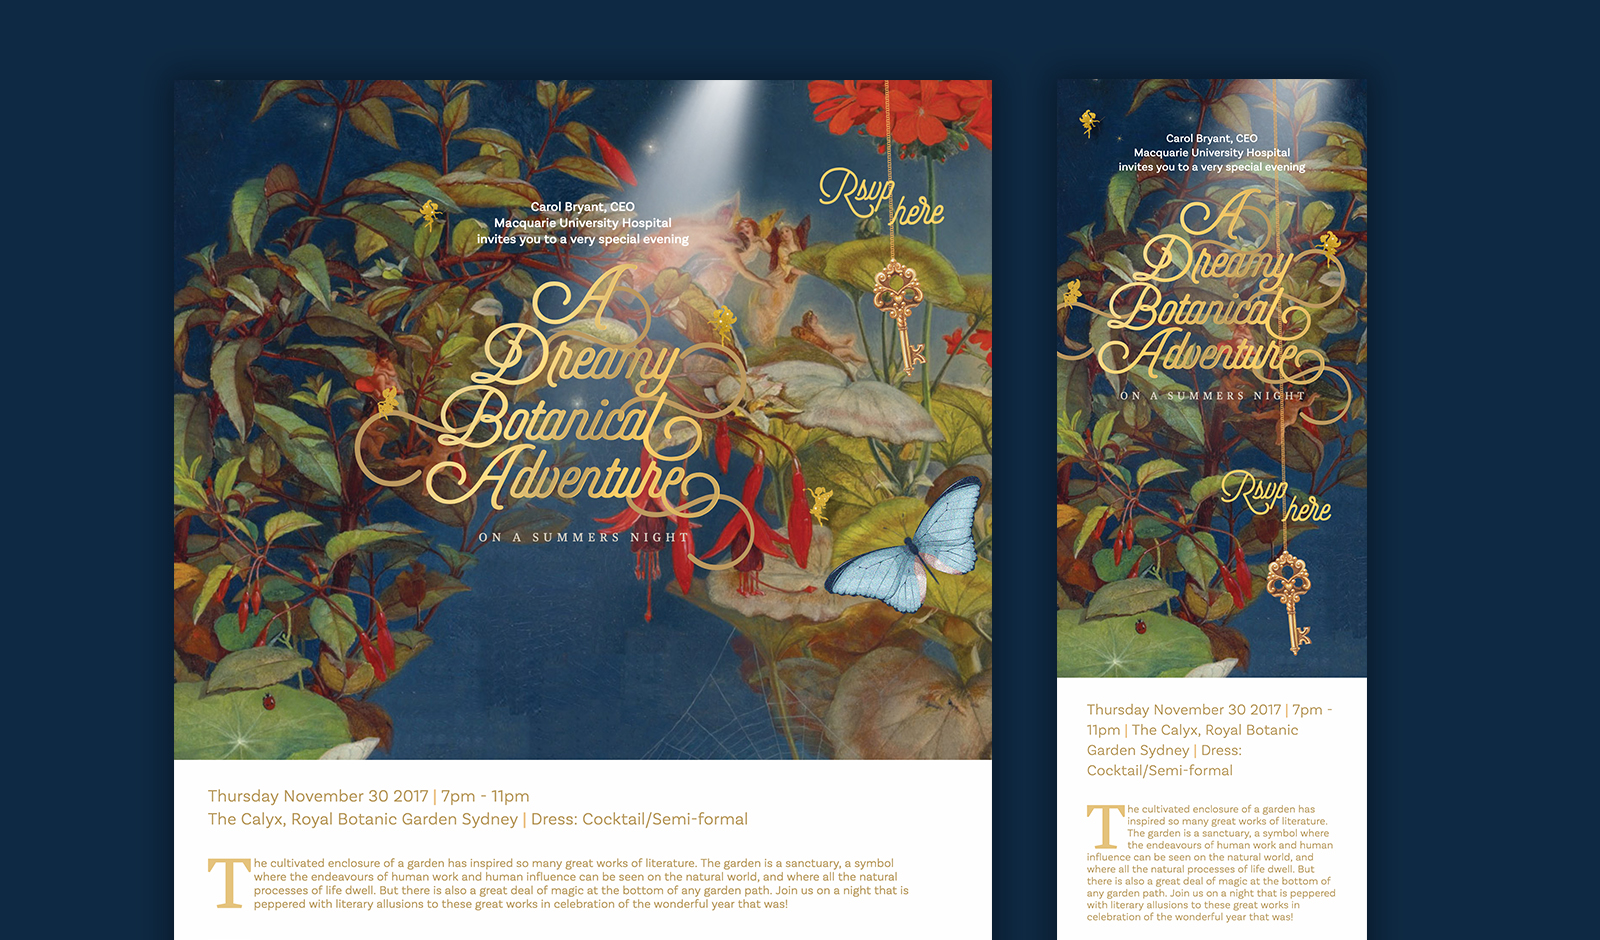 Carol Bryant, CEO
Macquarie University Hospital
invites you to a very special evening
A
Dreamy
Botanical
Adventure
ON A SUMMERS NIGHT
Rsvp
here
Thursday November 30 2017 | 7pm - 11pm
The Calyx, Royal Botanic Garden Sydney | Dress: Cocktail/Semi-formal
The cultivated enclosure of a garden has inspired so many great works of literature. The garden is a sanctuary, a symbol
where the endeavours of human work and human influence can be seen on the natural world, and where all the natural
processes of life dwell. But there is also a great deal of magic at the bottom of any garden path. Join us on a night that is
peppered with literary allusions to these great works in celebration of the wonderful year that was!
Carol Bryant, CEO
Macquarie University Hospital
invites you to a very special evening
A
Dreamy
Botanical
Adventure
ON A SUMMERS NIGHT
Rsvp
here
Thursday November 30 2017 | 7pm -
11pm | The Calyx, Royal Botanic
Garden Sydney | Dress:
Cocktail/Semi-formal
The cultivated enclosure of a garden has
inspired so many great works of literature.
The garden is a sanctuary, a symbol where
the endeavours of human work and human
influence can be seen on the natural world, and
where all the natural processes of life dwell. But
there is also a great deal of magic at the bottom of
any garden path. Join us on a night that is peppered
with literary allusions to these great works in
celebration of the wonderful year that was!